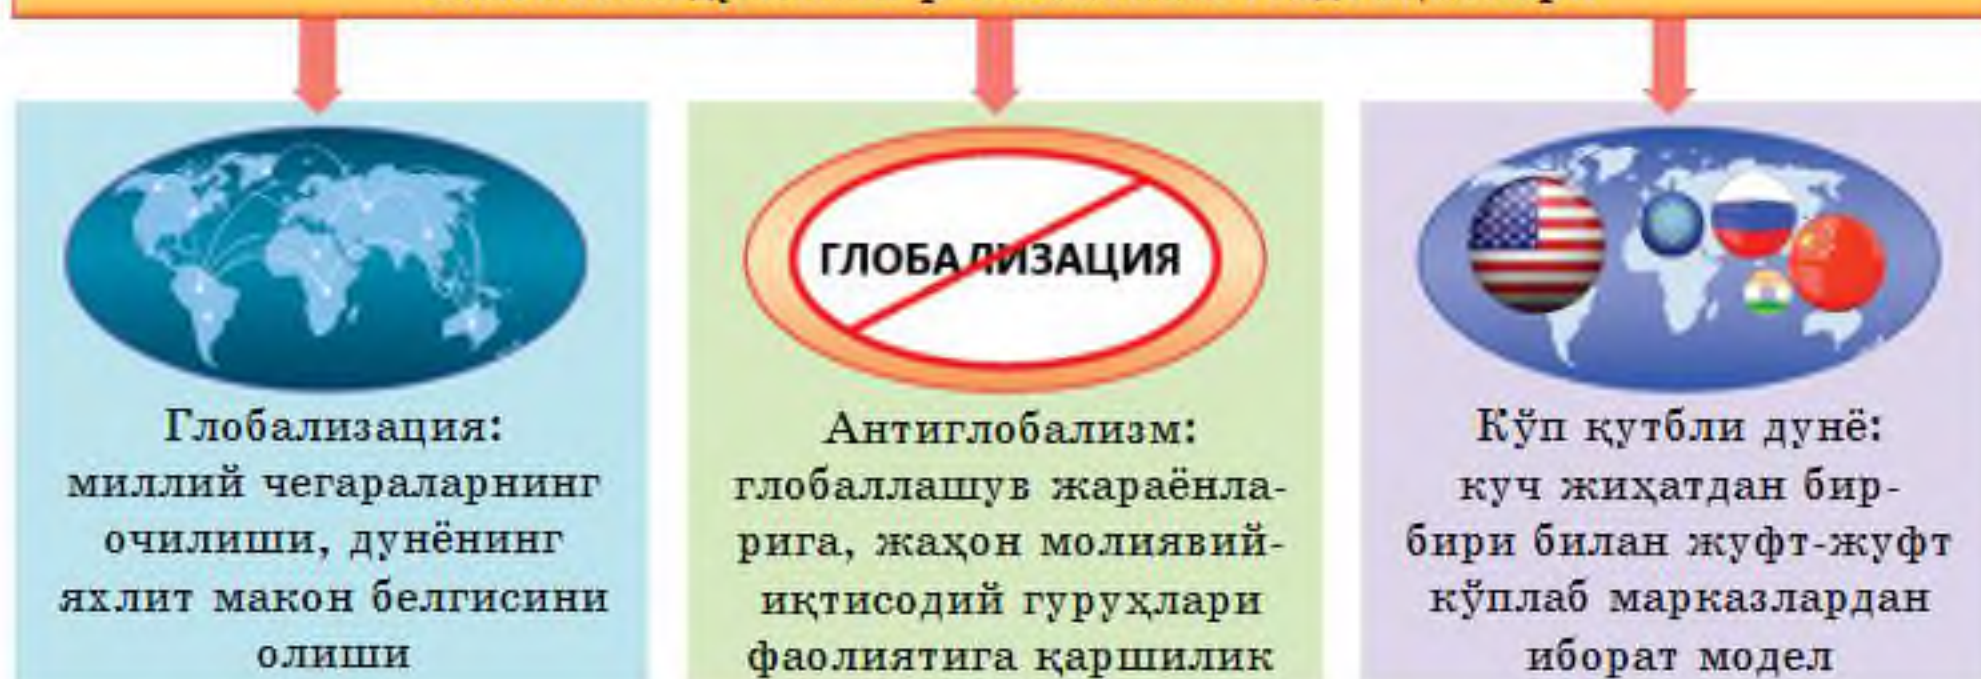 ГЛОБАЛИЗАЦИЯ
Глобализация:
миллий чегараларнинг
очилиши, дунёнинг
яхлит макон белгисини
олиши
Антиглобализм:
глобаллашув жараёнла-
рига, жаҳон молиявий-
иқтисодий гуруҳлари
фаолиятига қаршилик
Кўп қутбли дунё:
куч жиҳатдан бир-
бири билан жуфт-жуфт
кўплаб марказлардан
иборат модел